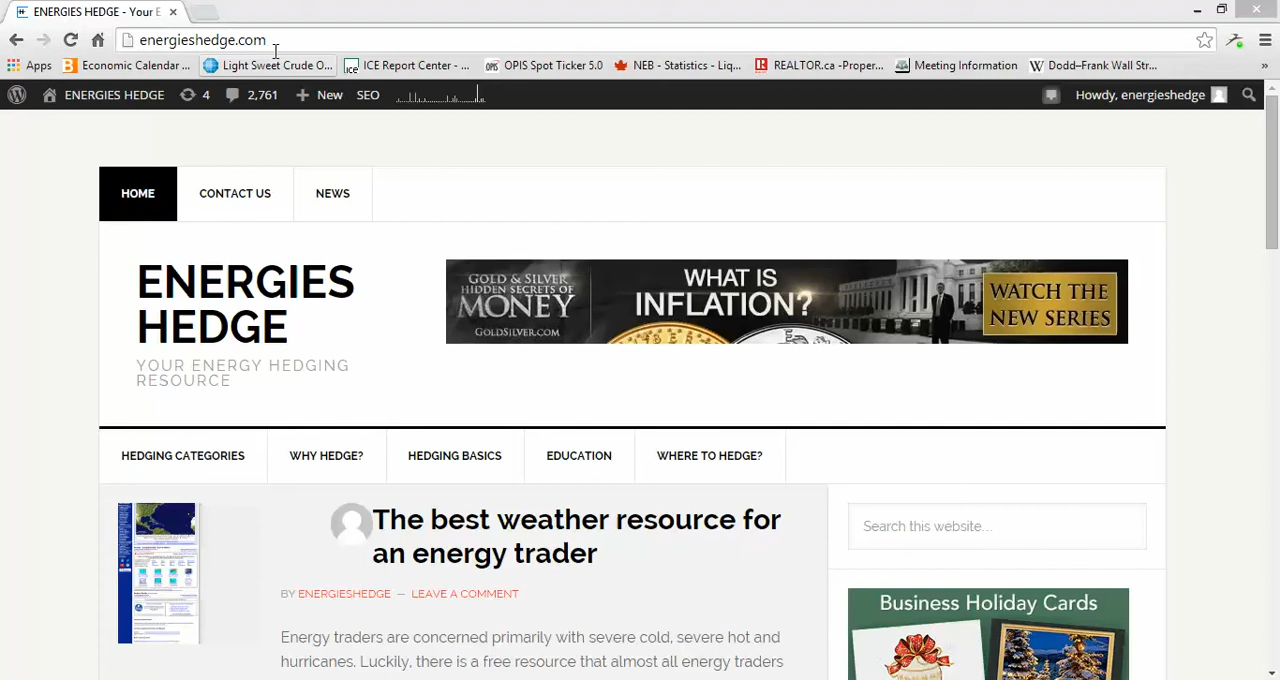 ENERGIES HEDGE - Your E
energieshedge.com
Apps Economic Calendar ... Light Sweet Crude O... ICE Report Center - ... OPIS Spot Ticker 5.0 NEB - Statistics - Liq... REALTOR.ca -Proper... Meeting Information Dodd–Frank Wall Str... »
ENERGIES HEDGE 4 2,761 New SEO Howdy, energieshedge
HOME CONTACT US NEWS
ENERGIES
HEDGE
YOUR ENERGY HEDGING
RESOURCE
GOLD & SILVER
HIDDEN SECRETS OF
MONEY
GOLDSILVER.COM
WHAT IS
INFLATION?
WATCH THE
NEW SERIES
HEDGING CATEGORIES WHY HEDGE? HEDGING BASICS EDUCATION WHERE TO HEDGE?
The best weather resource for
an energy trader
BY ENERGIESHEDGE — LEAVE A COMMENT
Energy traders are concerned primarily with severe cold, severe hot and
hurricanes. Luckily, there is a free resource that almost all energy traders
Search this website...
Business Holiday Cards